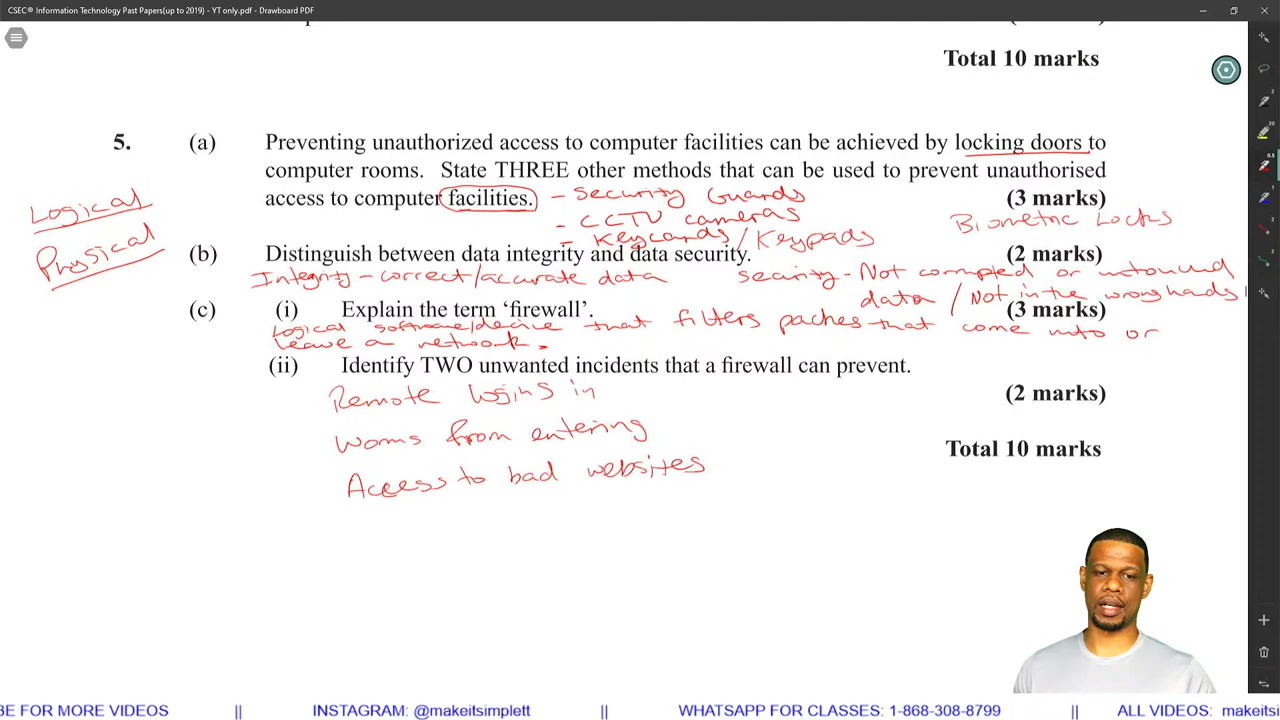 CSEC® Information Technology Past Papers(up to 2019) - YT only.pdf - Drawboard PDF
Total 10 marks
5. (a) Preventing unauthorized access to computer facilities can be achieved by locking doors to
computer rooms. State THREE other methods that can be used to prevent unauthorised
access to computer facilities. - Security Guards (3 marks)
Logical
- CCTV cameras Biometric Locks
- Keycards/Keypads
Physical
(b) Distinguish between data integrity and data security. (2 marks)
Integrity - correct/accurate data Security - Not corrupted or
data / Not in the wrong hands
(c) (i) Explain the term ‘firewall’. (3 marks)
Logical software/device that filters that come into or
leave a network.
(ii) Identify TWO unwanted incidents that a firewall can prevent.
Remote logins in (2 marks)
Worms from entering
Total 10 marks
Access to bad websites
BE FOR MORE VIDEOS || INSTAGRAM: @makeitsimplett || WHATSAPP FOR CLASSES: 1-868-308-8799 || ALL VIDEOS: makeitsi